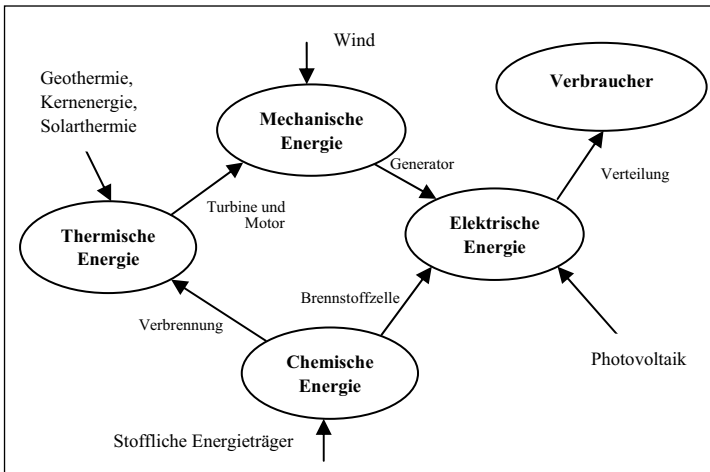 Wind
Geothermie,
Kernenergie,
Solarthermie
Verbraucher
Mechanische
Energie
Generator
Verteilung
Turbine und
Motor
Thermische
Energie
Elektrische
Energie
Brennstoffzelle
Verbrennung
Chemische
Energie
Photovoltaik
Stoffliche Energieträger